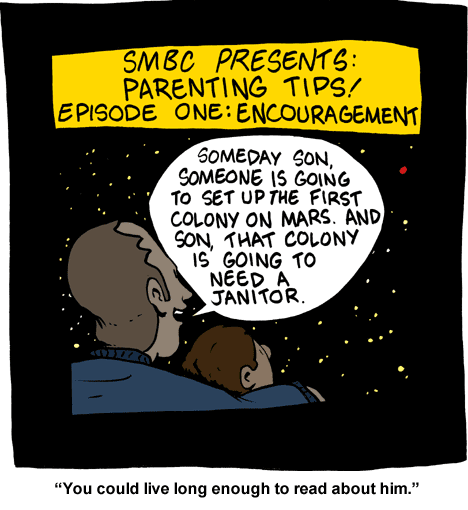 SMBC PRESENTS:
PARENTING TIPS!
EPISODE ONE: ENCOURAGEMENT
SOMEDAY SON,
SOMEONE IS GOING
TO SET UP THE FIRST
COLONY ON MARS. AND
SON, THAT COLONY
IS GOING TO
NEED A
JANITOR.
“You could live long enough to read about him.”